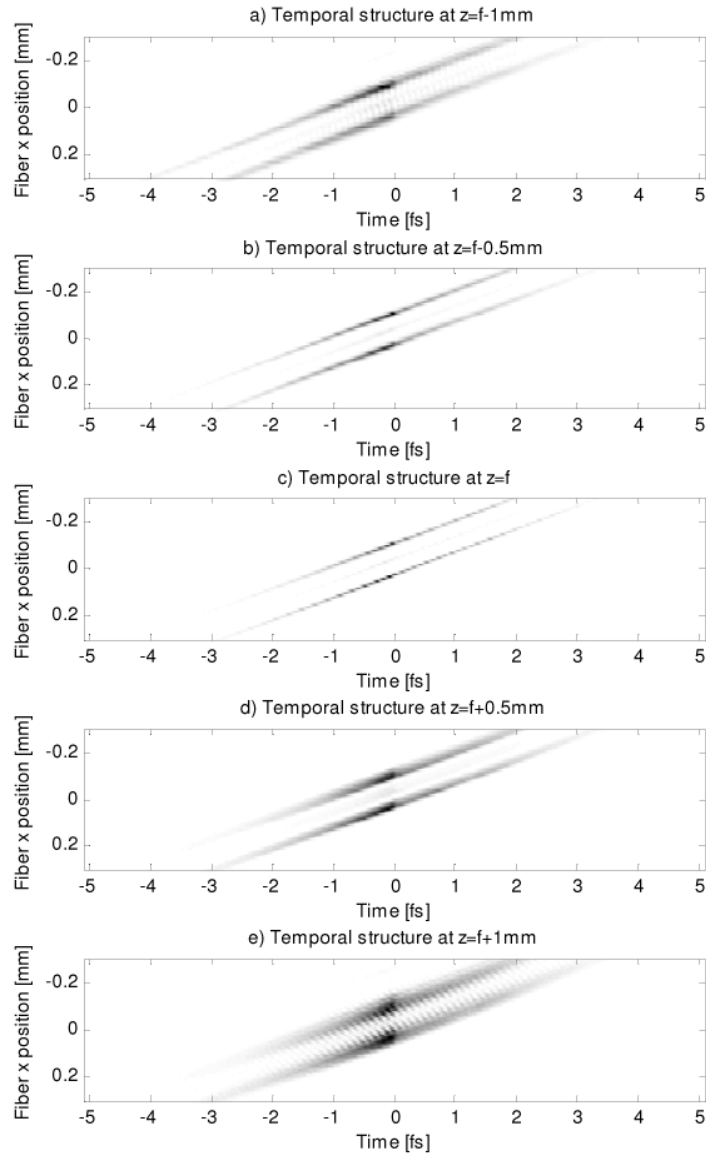 a) Temporal structure at z=f-1mm
Fiber x position [mm]
-0.2
0
0.2
-5 -4 -3 -2 -1 0 1 2 3 4 5
Time [fs]
b) Temporal structure at z=f-0.5mm
Fiber x position [mm]
-0.2
0
0.2
-5 -4 -3 -2 -1 0 1 2 3 4 5
Time [fs]
c) Temporal structure at z=f
Fiber x position [mm]
-0.2
0
0.2
-5 -4 -3 -2 -1 0 1 2 3 4 5
Time [fs]
d) Temporal structure at z=f+0.5mm
Fiber x position [mm]
-0.2
0
0.2
-5 -4 -3 -2 -1 0 1 2 3 4 5
Time [fs]
e) Temporal structure at z=f+1mm
Fiber x position [mm]
-0.2
0
0.2
-5 -4 -3 -2 -1 0 1 2 3 4 5
Time [fs]